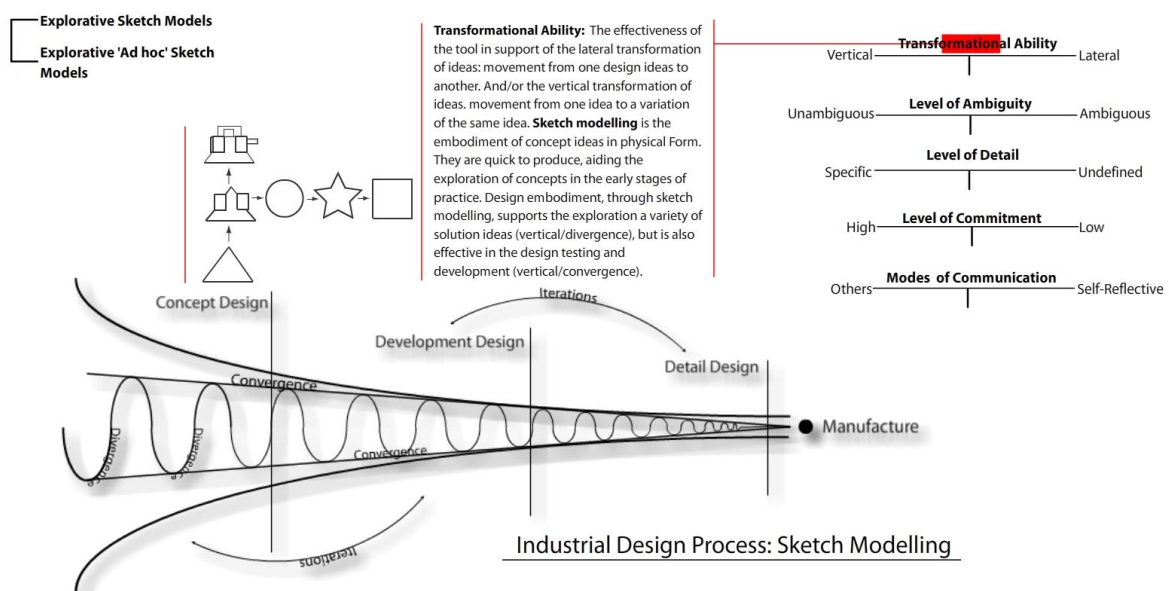 Explorative Sketch Models
Explorative 'Ad hoc' Sketch
Models
Transformational Ability: The effectiveness of
the tool in support of the lateral transformation
of ideas: movement from one design ideas to
another. And/or the vertical transformation of
ideas. movement from one idea to a variation
of the same idea. Sketch modelling is the
embodiment of concept ideas in physical Form.
They are quick to produce, aiding the
exploration of concepts in the early stages of
practice. Design embodiment, through sketch
modelling, supports the exploration a variety of
solution ideas (vertical/divergence), but is also
effective in the design testing and
development (vertical/convergence).
Transformational Ability
Vertical
Lateral
Level of Ambiguity
Unambiguous
Ambiguous
Level of Detail
Specific
Undefined
Level of Commitment
High
Low
Modes of Communication
Others
Self-Reflective
Concept Design
Iterations
Development Design
Detail Design
Convergence
Divergence
Divergence
Convergence
Manufacture
Iterations
Industrial Design Process: Sketch Modelling